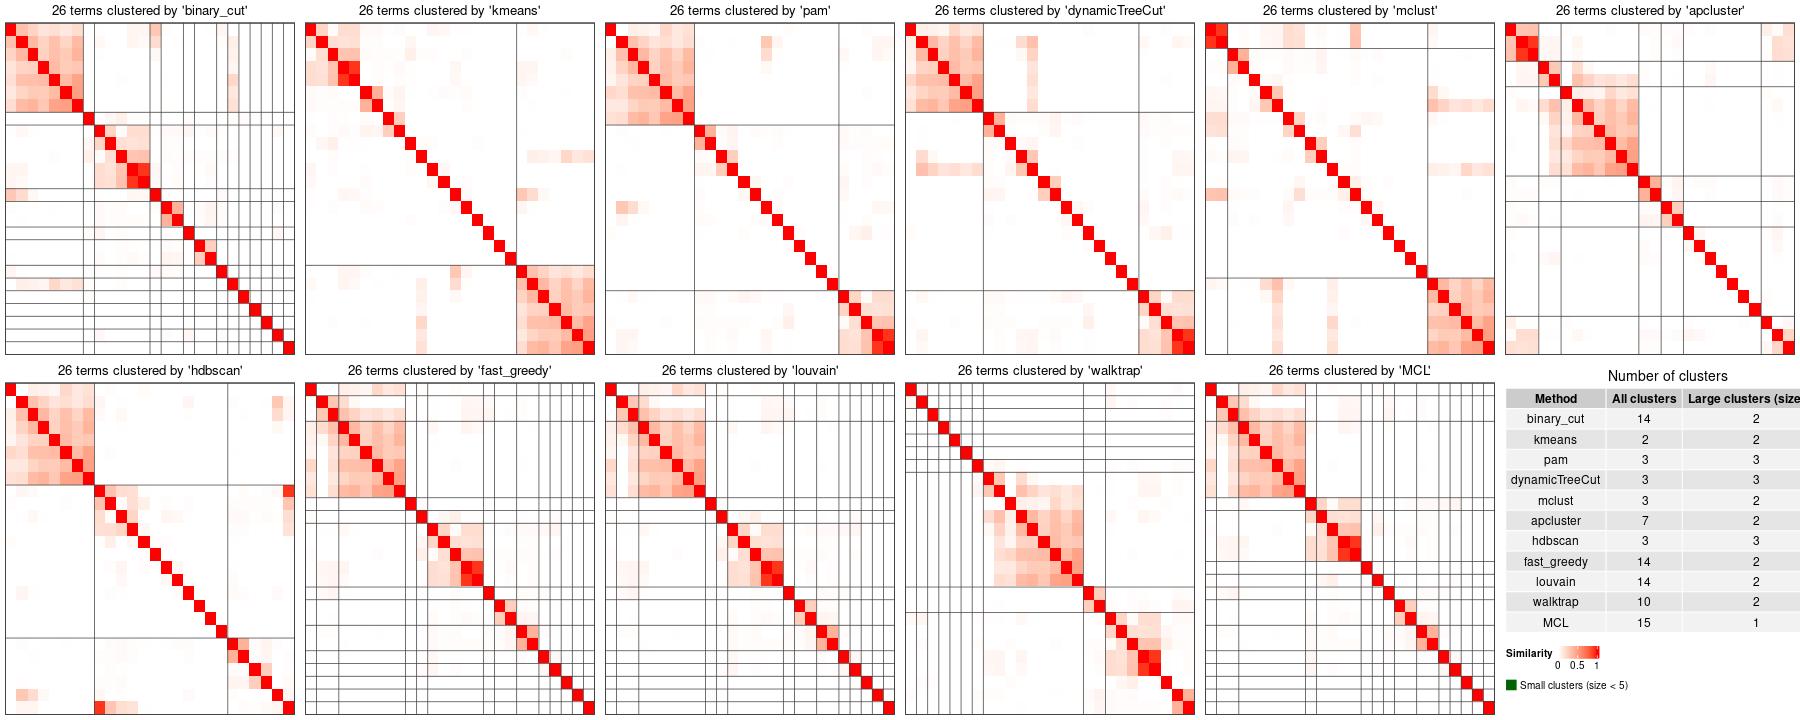 26 terms clustered by 'binary_cut'
26 terms clustered by 'kmeans'
26 terms clustered by 'pam'
26 terms clustered by 'dynamicTreeCut'
26 terms clustered by 'mclust'
26 terms clustered by 'apcluster'
26 terms clustered by 'hdbscan'
26 terms clustered by 'fast_greedy'
26 terms clustered by 'louvain'
26 terms clustered by 'walktrap'
26 terms clustered by 'MCL'
Number of clusters
Method All clusters Large clusters (size
binary_cut 14 2
kmeans 2 2
pam 3 3
dynamicTreeCut 3 3
mclust 3 2
apcluster 7 2
hdbscan 3 3
fast_greedy 14 2
louvain 14 2
walktrap 10 2
MCL 15 1
Similarity
0 0.5 1
Small clusters (size < 5)